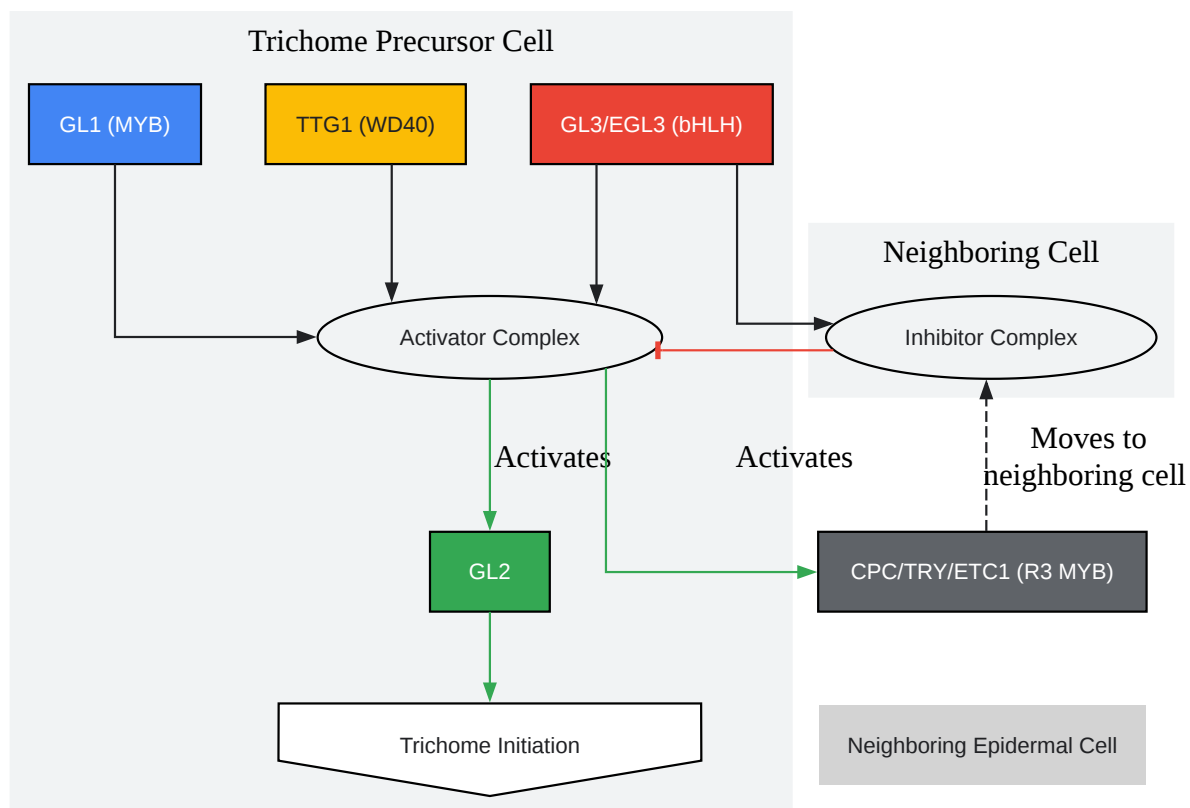 Trichome Precursor Cell
GL1 (MYB)
TTG1 (WD40)
GL3/EGL3 (bHLH)
Neighboring Cell
Activator Complex
Inhibitor Complex
Activates
Activates
Moves to
neighboring cell
GL2
CPC/TRY/ETC1 (R3 MYB)
Trichome Initiation
Neighboring Epidermal Cell